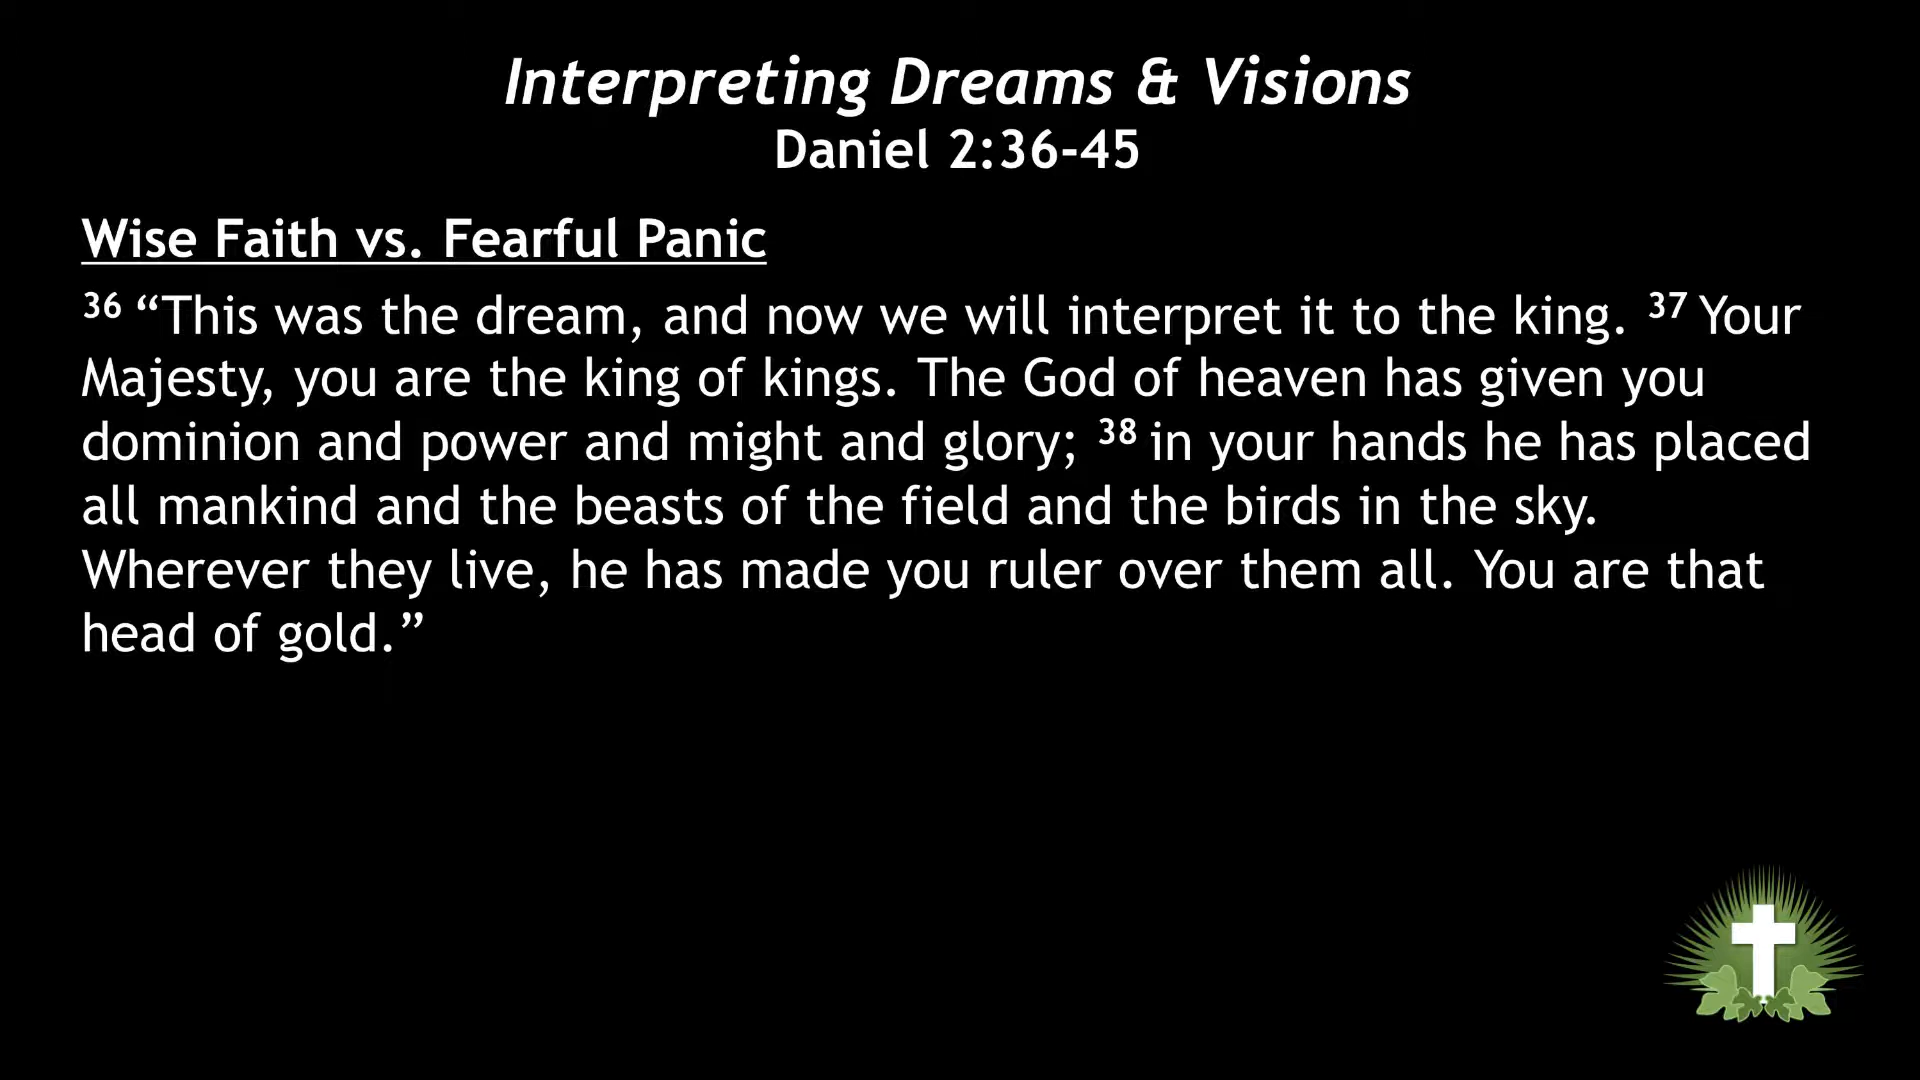 Interpreting Dreams & Visions
Daniel 2:36-45
Wise Faith vs. Fearful Panic
36 “This was the dream, and now we will interpret it to the king. 37 Your
Majesty, you are the king of kings. The God of heaven has given you
dominion and power and might and glory; 38 in your hands he has placed
all mankind and the beasts of the field and the birds in the sky.
Wherever they live, he has made you ruler over them all. You are that
head of gold.”